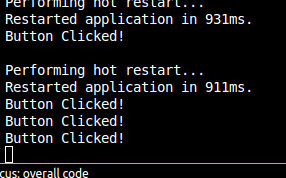 Performing hot restart...
Restarted application in 931ms.
Button Clicked!

Performing hot restart...
Restarted application in 911ms.
Button Clicked!
Button Clicked!
Button Clicked!
cus: overall code